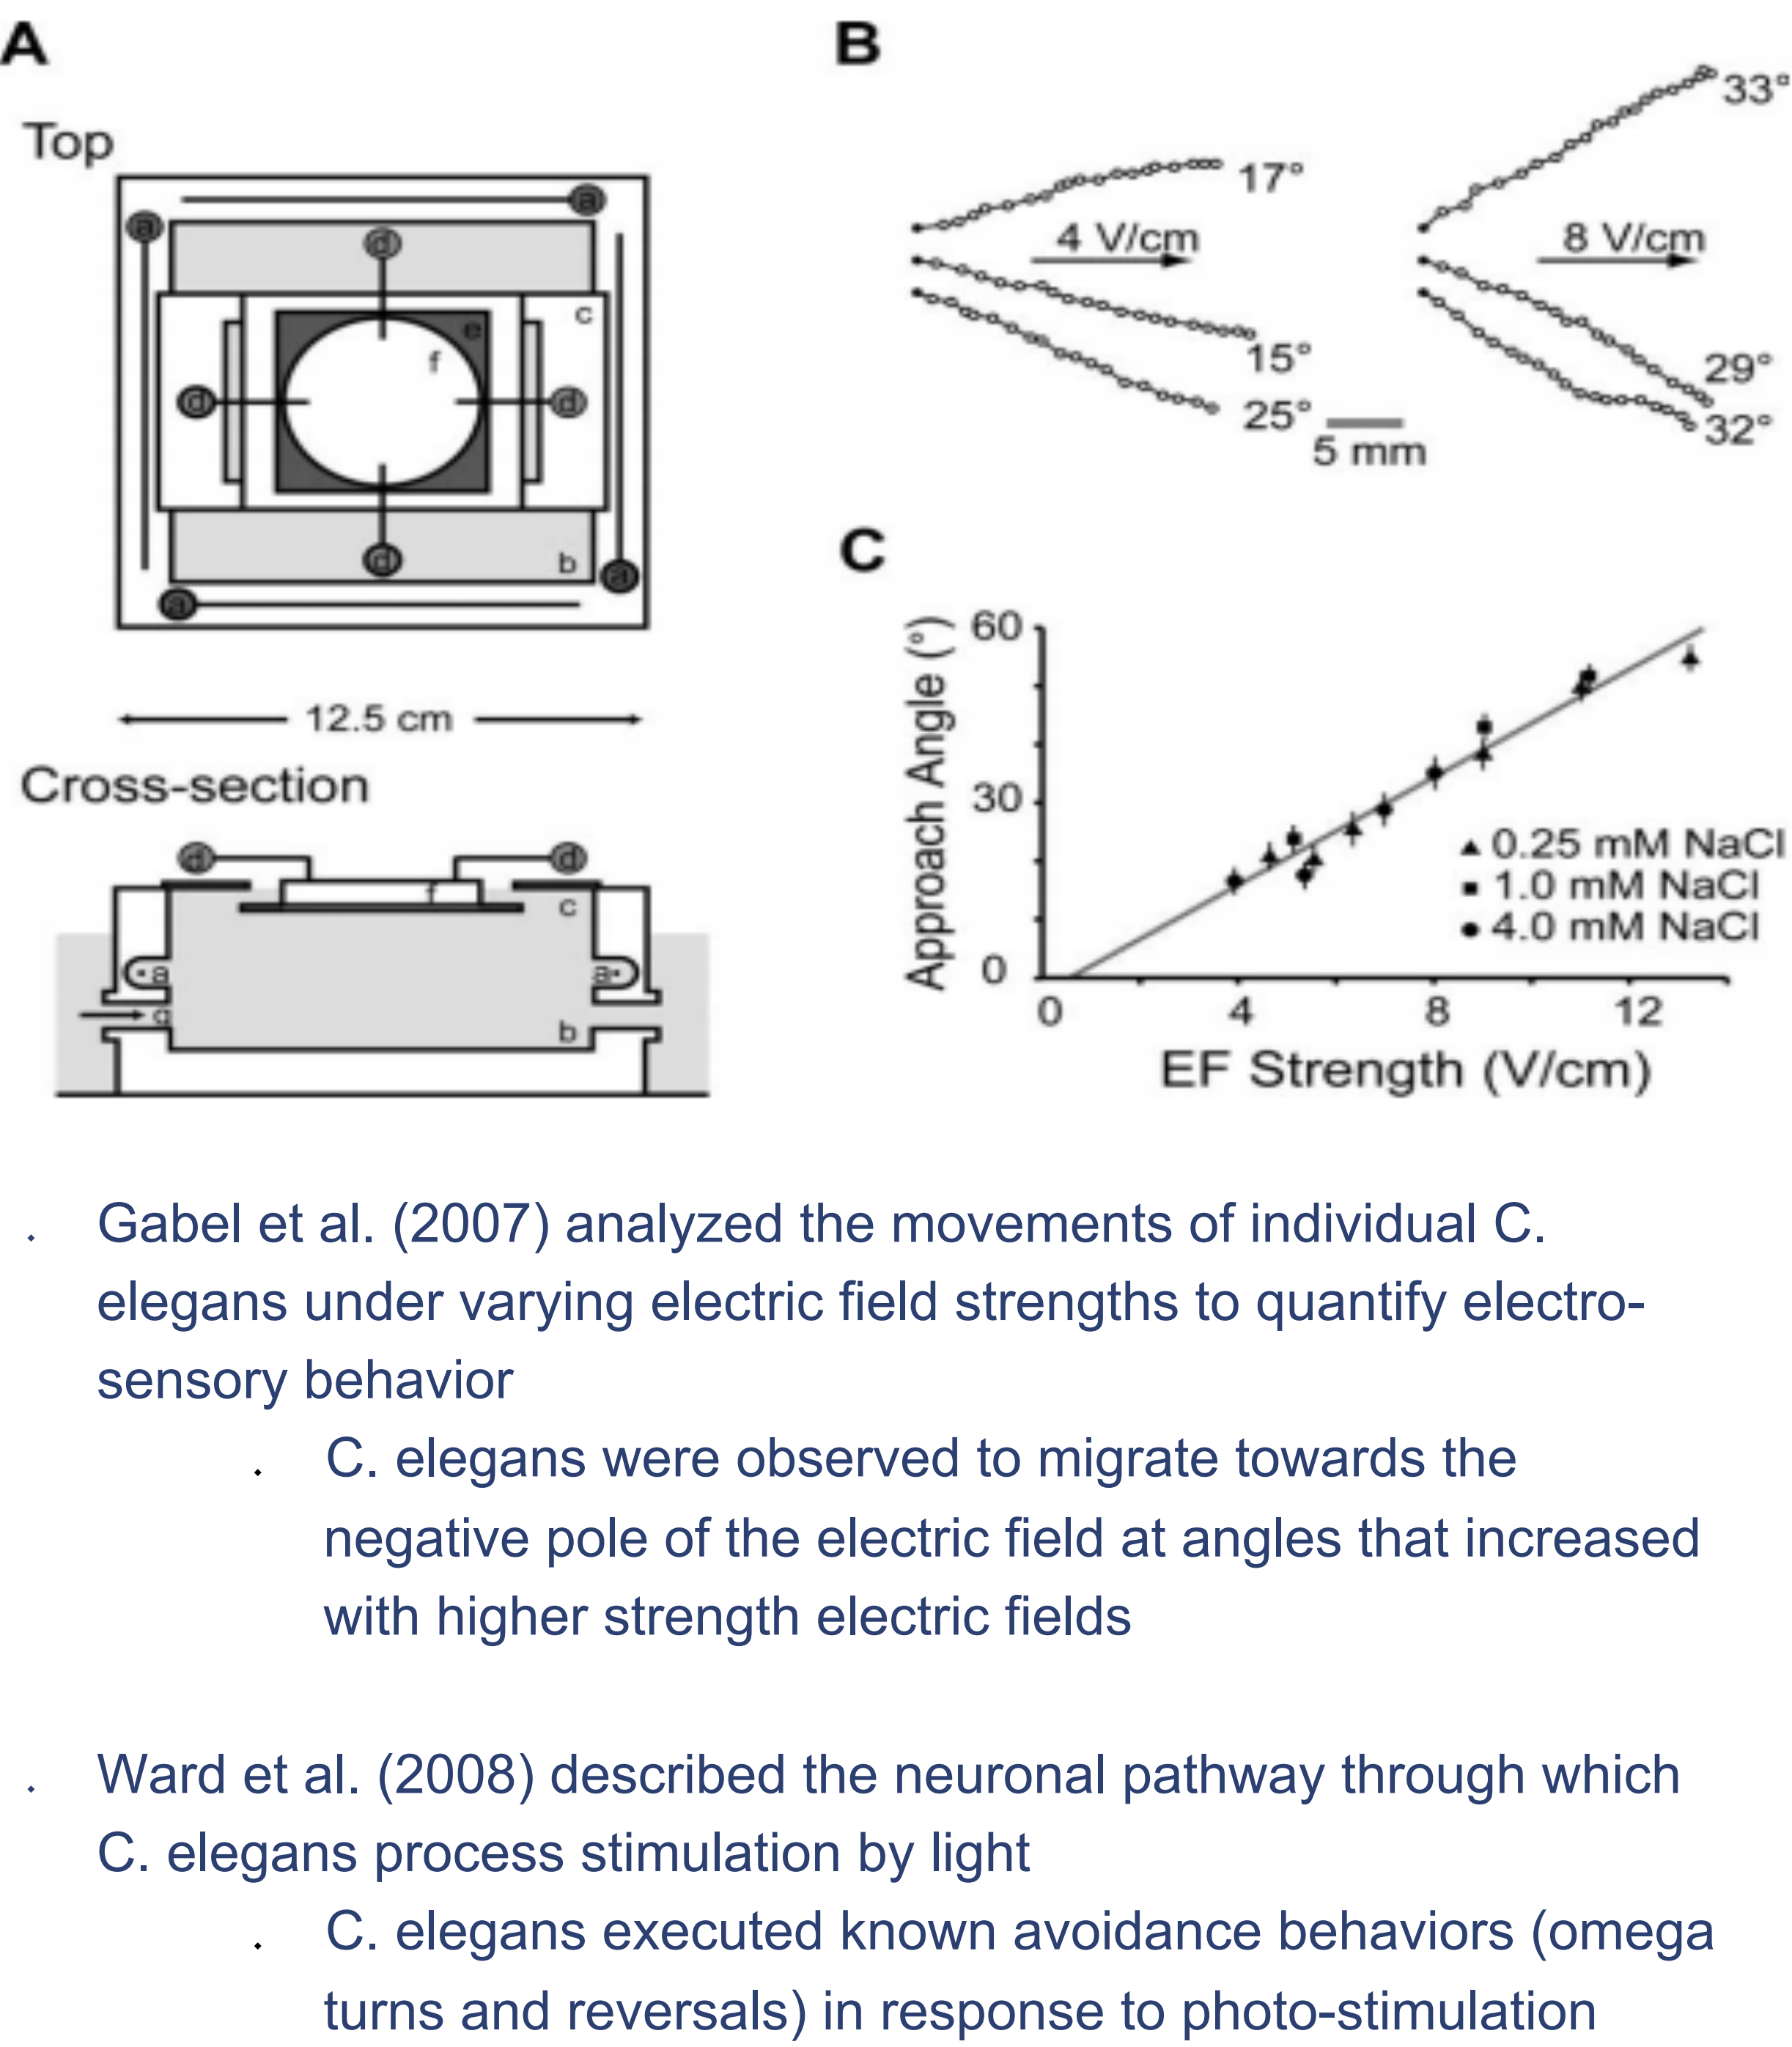 A
Top
a
a
d
c
e
f
d
d
d
b
a
a
12.5 cm
Cross-section
d
d
f
c
a
a
b
B
33°
17°
4 V/cm
8 V/cm
15°
29°
25°
32°
5 mm
C
Approach Angle (°)
60
30
0
▲ 0.25 mM NaCl
■ 1.0 mM NaCl
● 4.0 mM NaCl
0 4 8 12
EF Strength (V/cm)
Gabel et al. (2007) analyzed the movements of individual C.
elegans under varying electric field strengths to quantify electro-
sensory behavior
C. elegans were observed to migrate towards the
negative pole of the electric field at angles that increased
with higher strength electric fields
Ward et al. (2008) described the neuronal pathway through which
C. elegans process stimulation by light
C. elegans executed known avoidance behaviors (omega
turns and reversals) in response to photo-stimulation